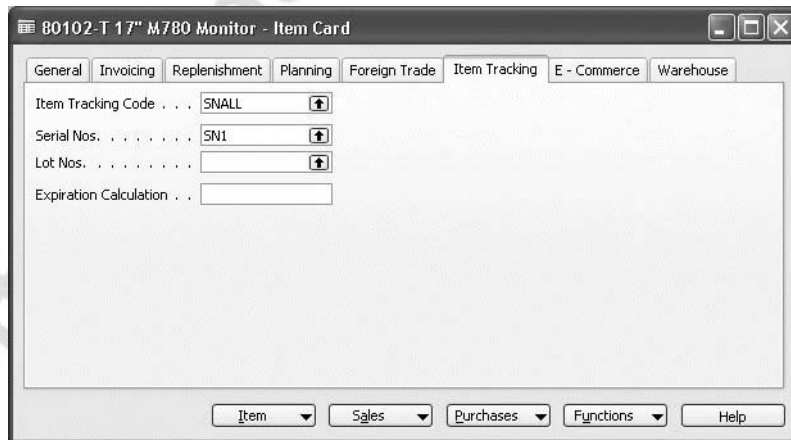 80102-T 17" M780 Monitor - Item Card
General Invoicing Replenishment Planning Foreign Trade Item Tracking E - Commerce Warehouse
Item Tracking Code . . . SNALL
Serial Nos. . . . . . . . . SN1
Lot Nos. . . . . . . . . .
Expiration Calculation . .
Item Sales Purchases Functions Help